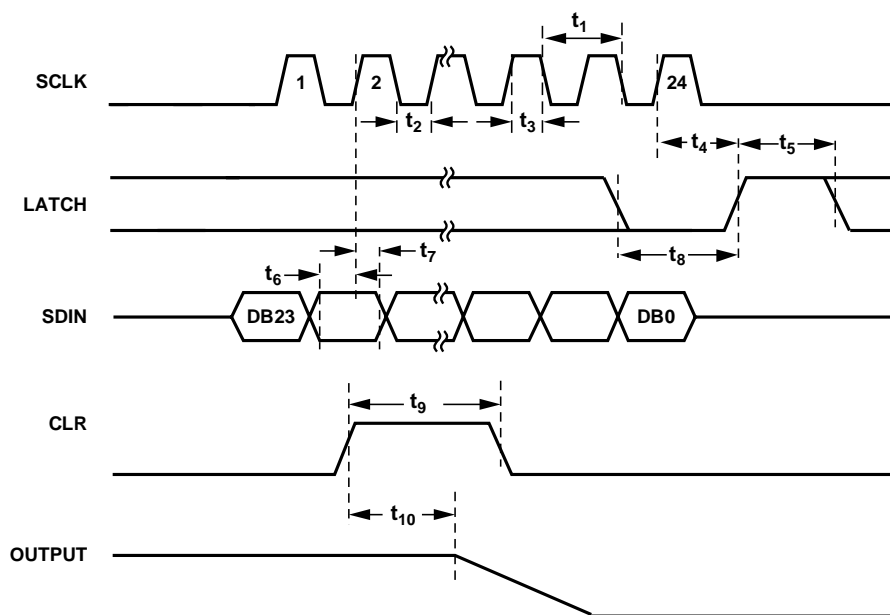 t1
SCLK 1 2 24
t2 t3
t4 t5
LATCH
t8
t7
t6
SDIN DB23 DB0
t9
CLR
t10
OUTPUT